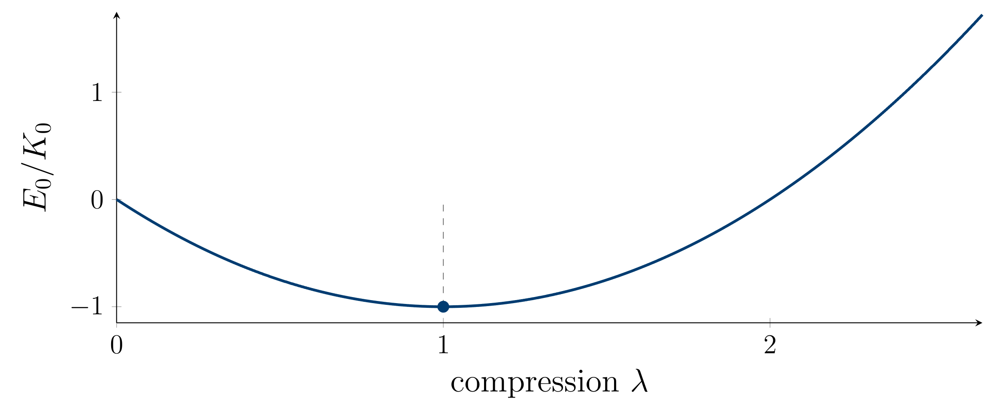 1
0
−1
E₀/K₀
0 1 2
compression λ